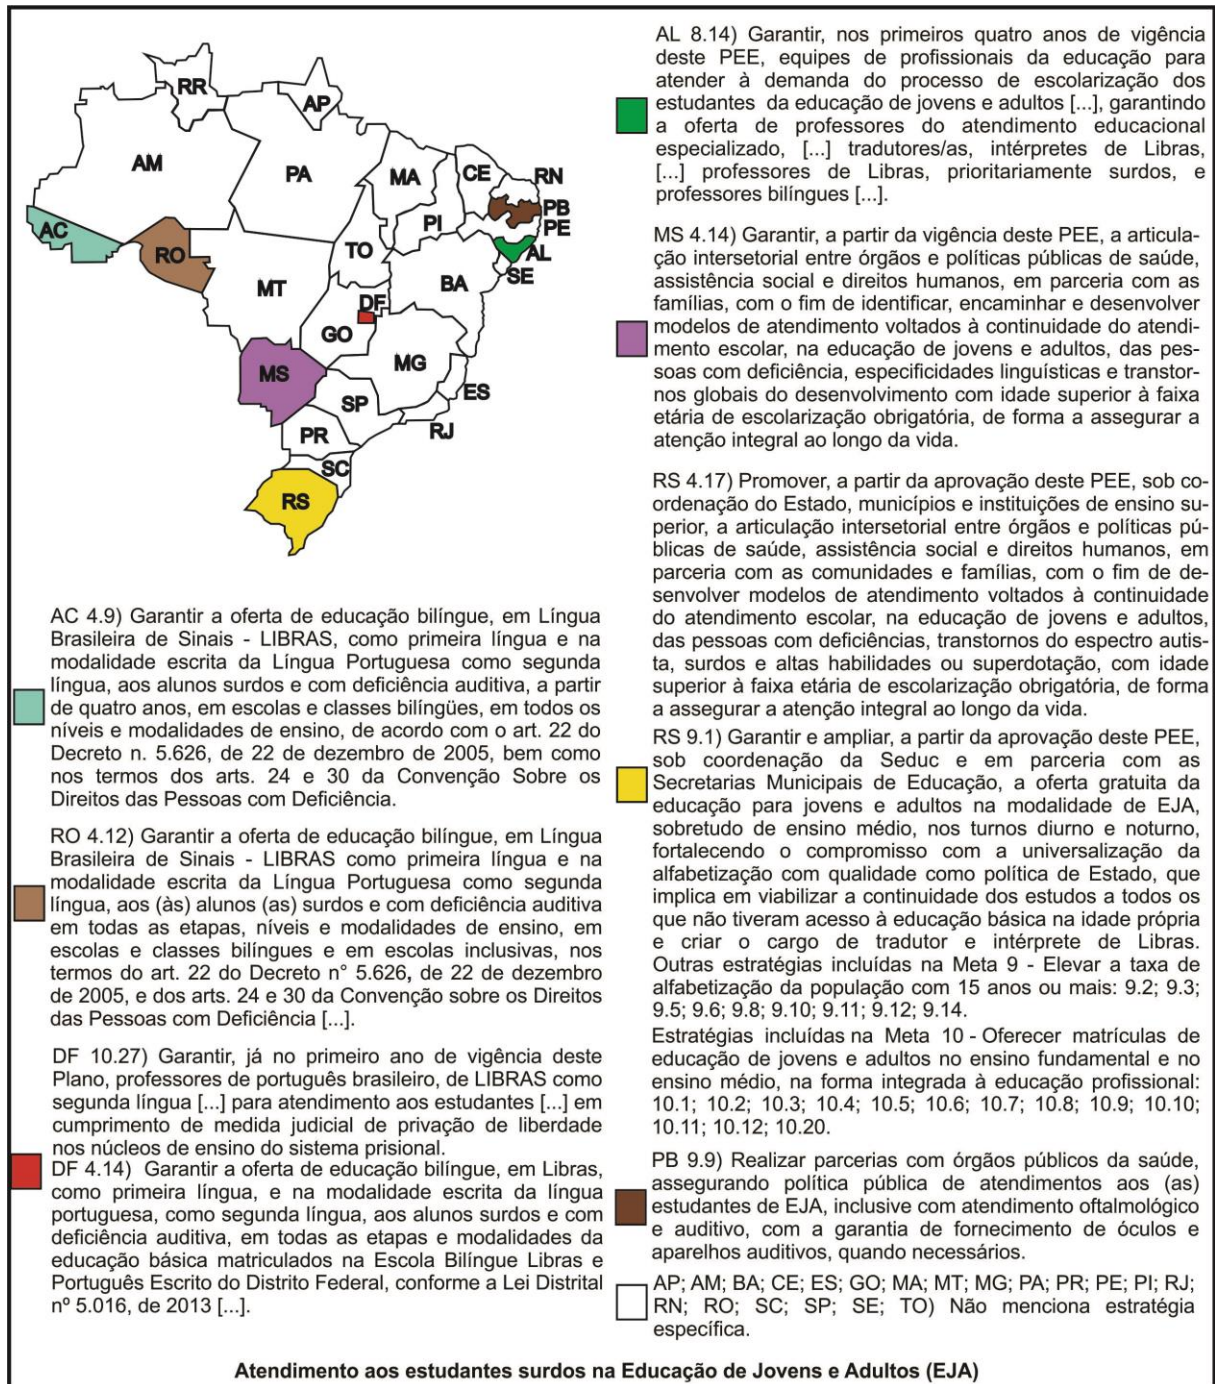 RR
AP
AM
PA
MA
CE
RN
PB
PE
PI
AC
RO
TO
AL
SE
BA
MT
DF
GO
MG
MS
ES
SP
RJ
PR
SC
RS
AC 4.9) Garantir a oferta de educação bilíngue, em Língua
Brasileira de Sinais - LIBRAS, como primeira língua e na
modalidade escrita da Língua Portuguesa como segunda
língua, aos alunos surdos e com deficiência auditiva, a partir
de quatro anos, em escolas e classes bilíngües, em todos os
níveis e modalidades de ensino, de acordo com o art. 22 do
Decreto n. 5.626, de 22 de dezembro de 2005, bem como
nos termos dos arts. 24 e 30 da Convenção Sobre os
Direitos das Pessoas com Deficiência.
RO 4.12) Garantir a oferta de educação bilíngue, em Língua
Brasileira de Sinais - LIBRAS como primeira língua e na
modalidade escrita da Língua Portuguesa como segunda
língua, aos (às) alunos (as) surdos e com deficiência auditiva
em todas as etapas, níveis e modalidades de ensino, em
escolas e classes bilíngues e em escolas inclusivas, nos
termos do art. 22 do Decreto n° 5.626, de 22 de dezembro
de 2005, e dos arts. 24 e 30 da Convenção sobre os Direitos
das Pessoas com Deficiência [...].
DF 10.27) Garantir, já no primeiro ano de vigência deste
Plano, professores de português brasileiro, de LIBRAS como
segunda língua [...] para atendimento aos estudantes [...] em
cumprimento de medida judicial de privação de liberdade
nos núcleos de ensino do sistema prisional.
DF 4.14) Garantir a oferta de educação bilíngue, em Libras,
como primeira língua, e na modalidade escrita da língua
portuguesa, como segunda língua, aos alunos surdos e com
deficiência auditiva, em todas as etapas e modalidades da
educação básica matriculados na Escola Bilíngue Libras e
Português Escrito do Distrito Federal, conforme a Lei Distrital
nº 5.016, de 2013 [...].
AL 8.14) Garantir, nos primeiros quatro anos de vigência
deste PEE, equipes de profissionais da educação para
atender à demanda do processo de escolarização dos
estudantes da educação de jovens e adultos [...], garantindo
a oferta de professores do atendimento educacional
especializado, [...] tradutores/as, intérpretes de Libras,
[...] professores de Libras, prioritariamente surdos, e
professores bilíngues [...].
MS 4.14) Garantir, a partir da vigência deste PEE, a articula-
ção intersetorial entre órgãos e políticas públicas de saúde,
assistência social e direitos humanos, em parceria com as
famílias, com o fim de identificar, encaminhar e desenvolver
modelos de atendimento voltados à continuidade do atendi-
mento escolar, na educação de jovens e adultos, das pes-
soas com deficiência, especificidades linguísticas e transtor-
nos globais do desenvolvimento com idade superior à faixa
etária de escolarização obrigatória, de forma a assegurar a
atenção integral ao longo da vida.
RS 4.17) Promover, a partir da aprovação deste PEE, sob co-
ordenação do Estado, municípios e instituições de ensino su-
perior, a articulação intersetorial entre órgãos e políticas pú-
blicas de saúde, assistência social e direitos humanos, em
parceria com as comunidades e famílias, com o fim de de-
senvolver modelos de atendimento voltados à continuidade
do atendimento escolar, na educação de jovens e adultos,
das pessoas com deficiências, transtornos do espectro autis-
ta, surdos e altas habilidades ou superdotação, com idade
superior à faixa etária de escolarização obrigatória, de forma
a assegurar a atenção integral ao longo da vida.
RS 9.1) Garantir e ampliar, a partir da aprovação deste PEE,
sob coordenação da Seduc e em parceria com as
Secretarias Municipais de Educação, a oferta gratuita da
educação para jovens e adultos na modalidade de EJA,
sobretudo de ensino médio, nos turnos diurno e noturno,
fortalecendo o compromisso com a universalização da
alfabetização com qualidade como política de Estado, que
implica em viabilizar a continuidade dos estudos a todos os
que não tiveram acesso à educação básica na idade própria
e criar o cargo de tradutor e intérprete de Libras.
Outras estratégias incluídas na Meta 9 - Elevar a taxa de
alfabetização da população com 15 anos ou mais: 9.2; 9.3;
9.5; 9.6; 9.8; 9.10; 9.11; 9.12; 9.14.
Estratégias incluídas na Meta 10 - Oferecer matrículas de
educação de jovens e adultos no ensino fundamental e no
ensino médio, na forma integrada à educação profissional:
10.1; 10.2; 10.3; 10.4; 10.5; 10.6; 10.7; 10.8; 10.9; 10.10;
10.11; 10.12; 10.20.
PB 9.9) Realizar parcerias com órgãos públicos da saúde,
assegurando política pública de atendimentos aos (as)
estudantes de EJA, inclusive com atendimento oftalmológico
e auditivo, com a garantia de fornecimento de óculos e
aparelhos auditivos, quando necessários.
AP; AM; BA; CE; ES; GO; MA; MT; MG; PA; PR; PE; PI; RJ;
RN; RO; SC; SP; SE; TO) Não menciona estratégia
específica.
Atendimento aos estudantes surdos na Educação de Jovens e Adultos (EJA)